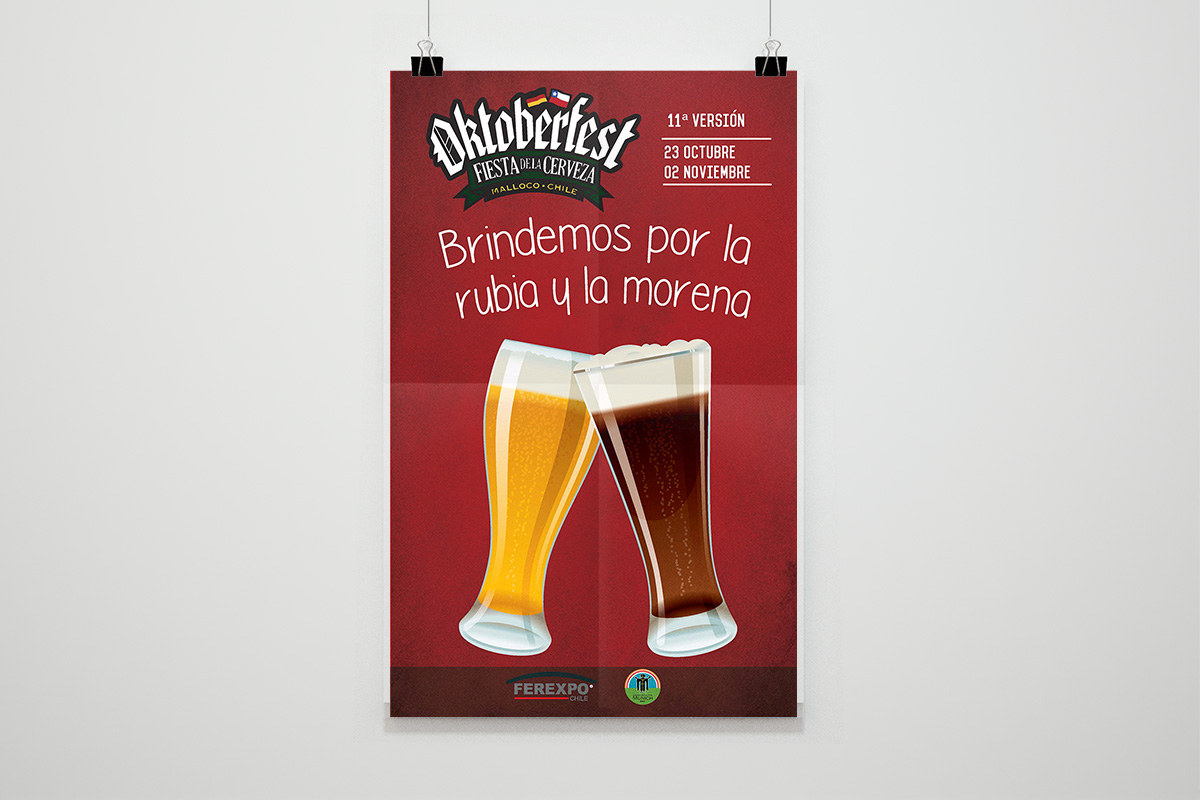 Oktoberfest
FIESTA DE LA CERVEZA
MALLOCO • CHILE
11ª VERSIÓN
23 OCTUBRE
02 NOVIEMBRE
Brindemos por la
rubia y la morena
FEREXPO
CHILE